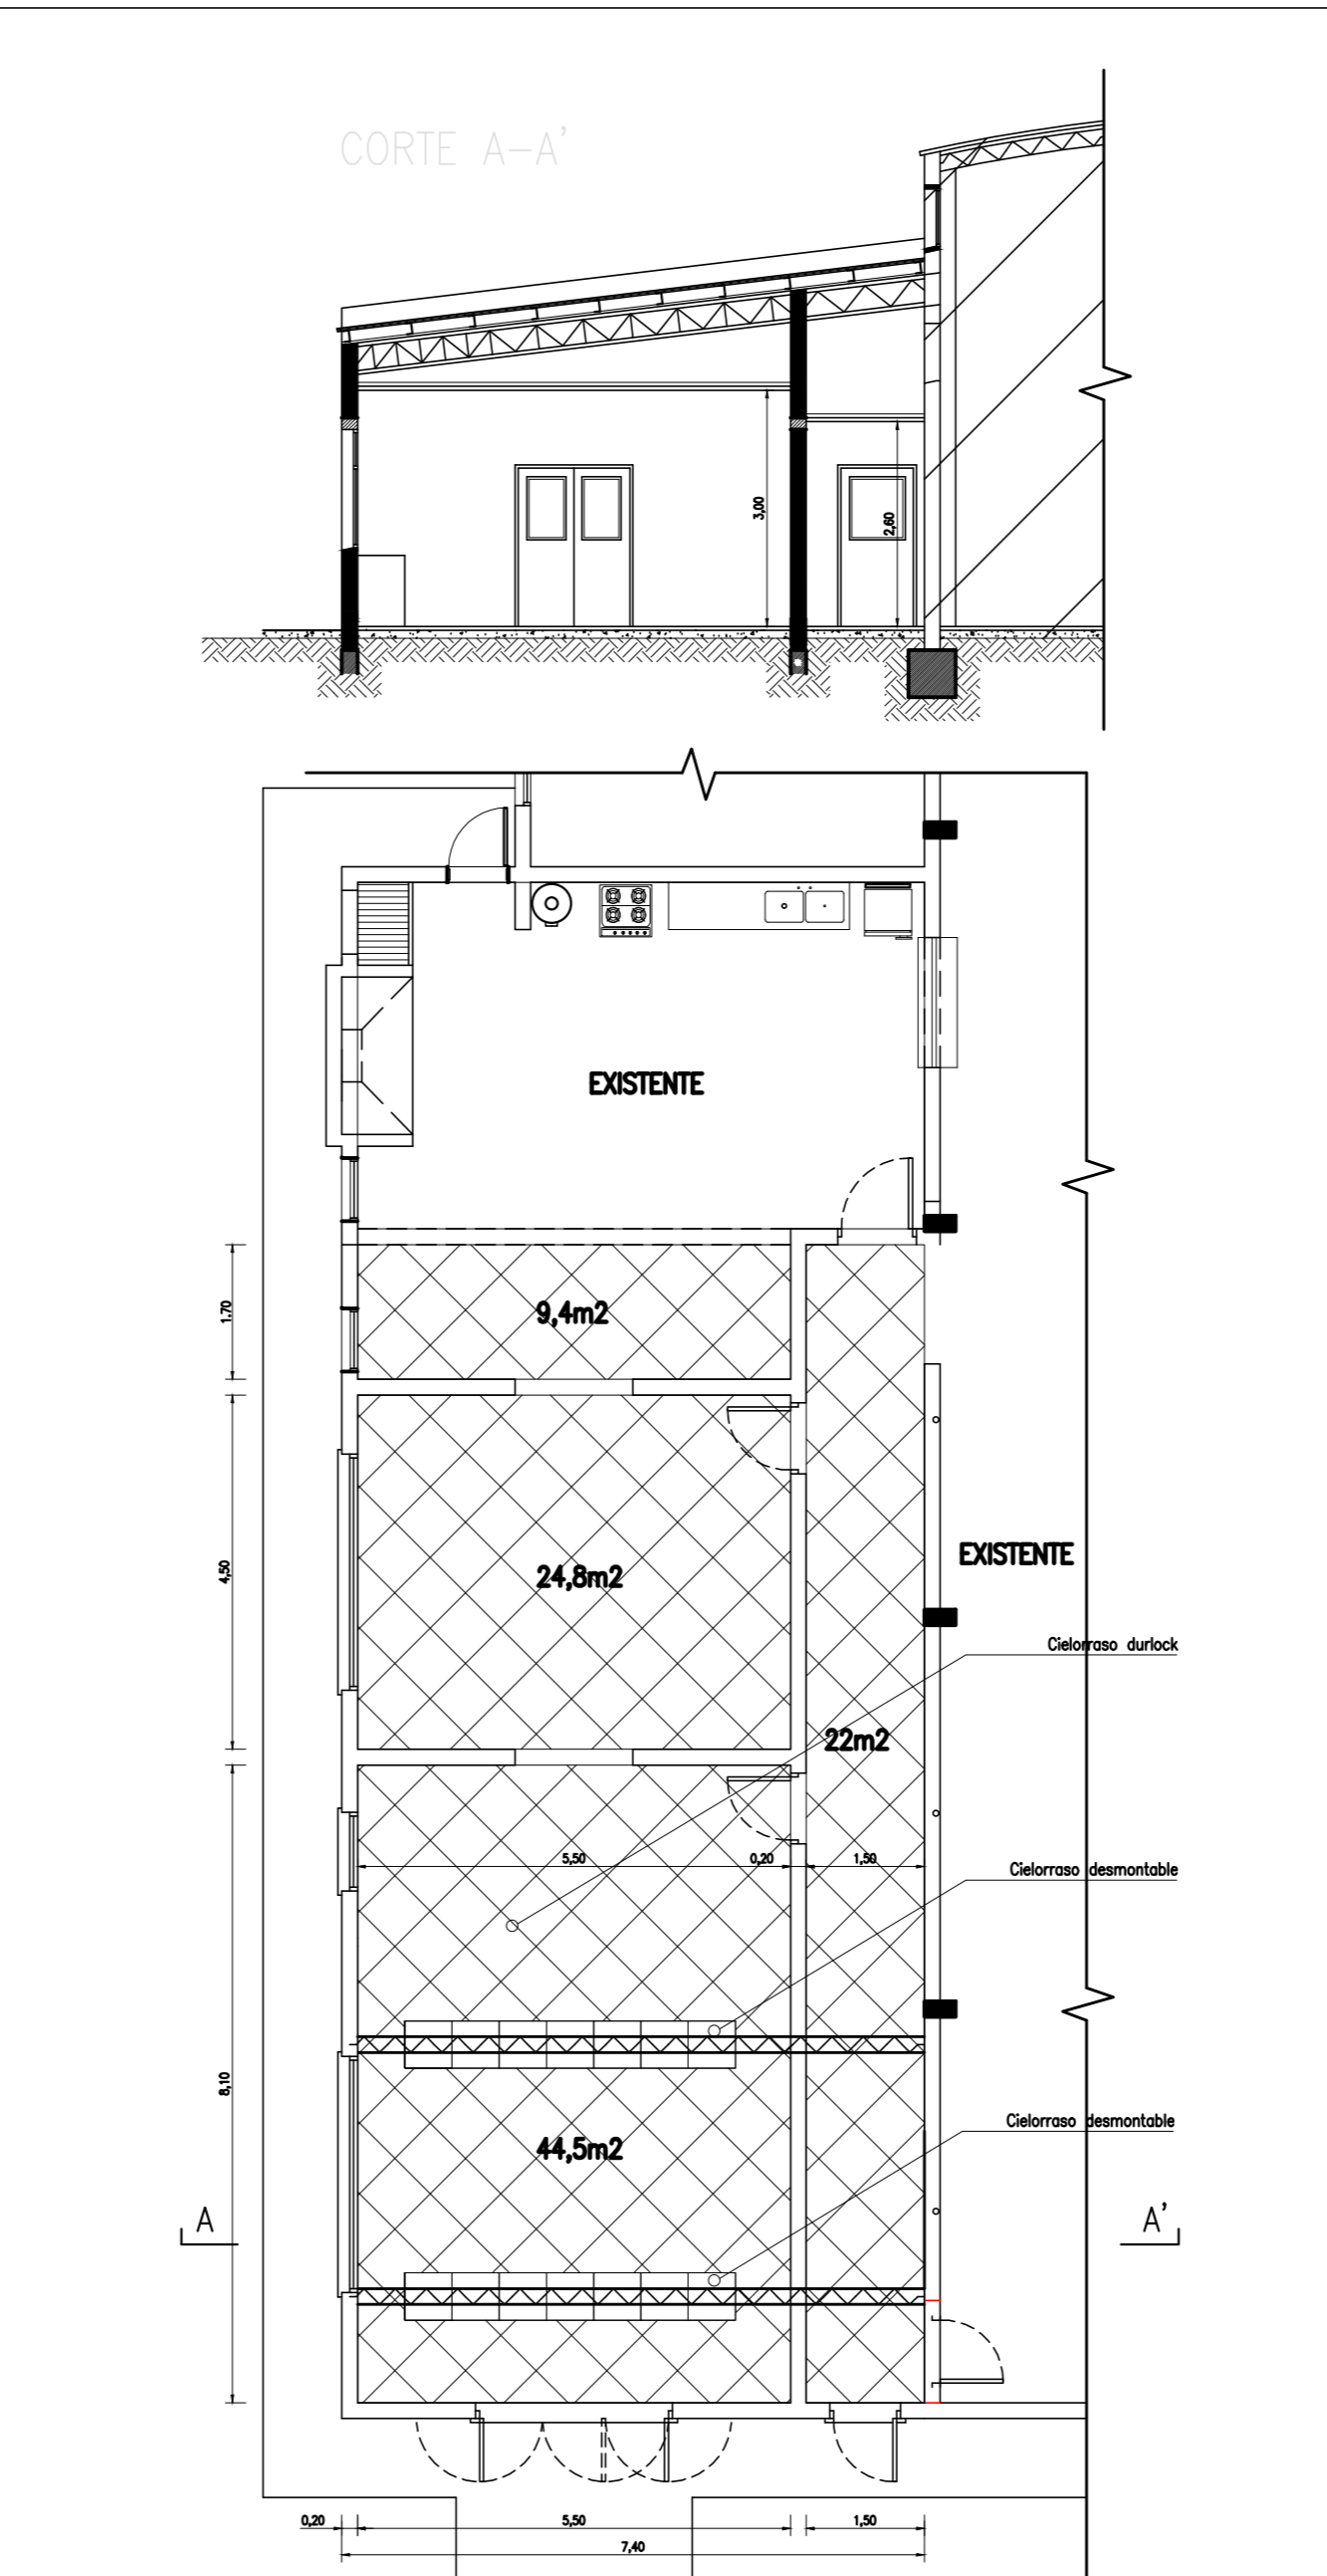 CORTE A-A'
3,00
2,60
EXISTENTE
1,70
9,4m2
4,50
24,8m2
EXISTENTE
Cielorraso durlock
22m2
5,50
0,20
1,50
Cielorraso desmontable
8,10
Cielorraso desmontable
44,5m2
A
A'
0,20
5,50
1,50
7,40